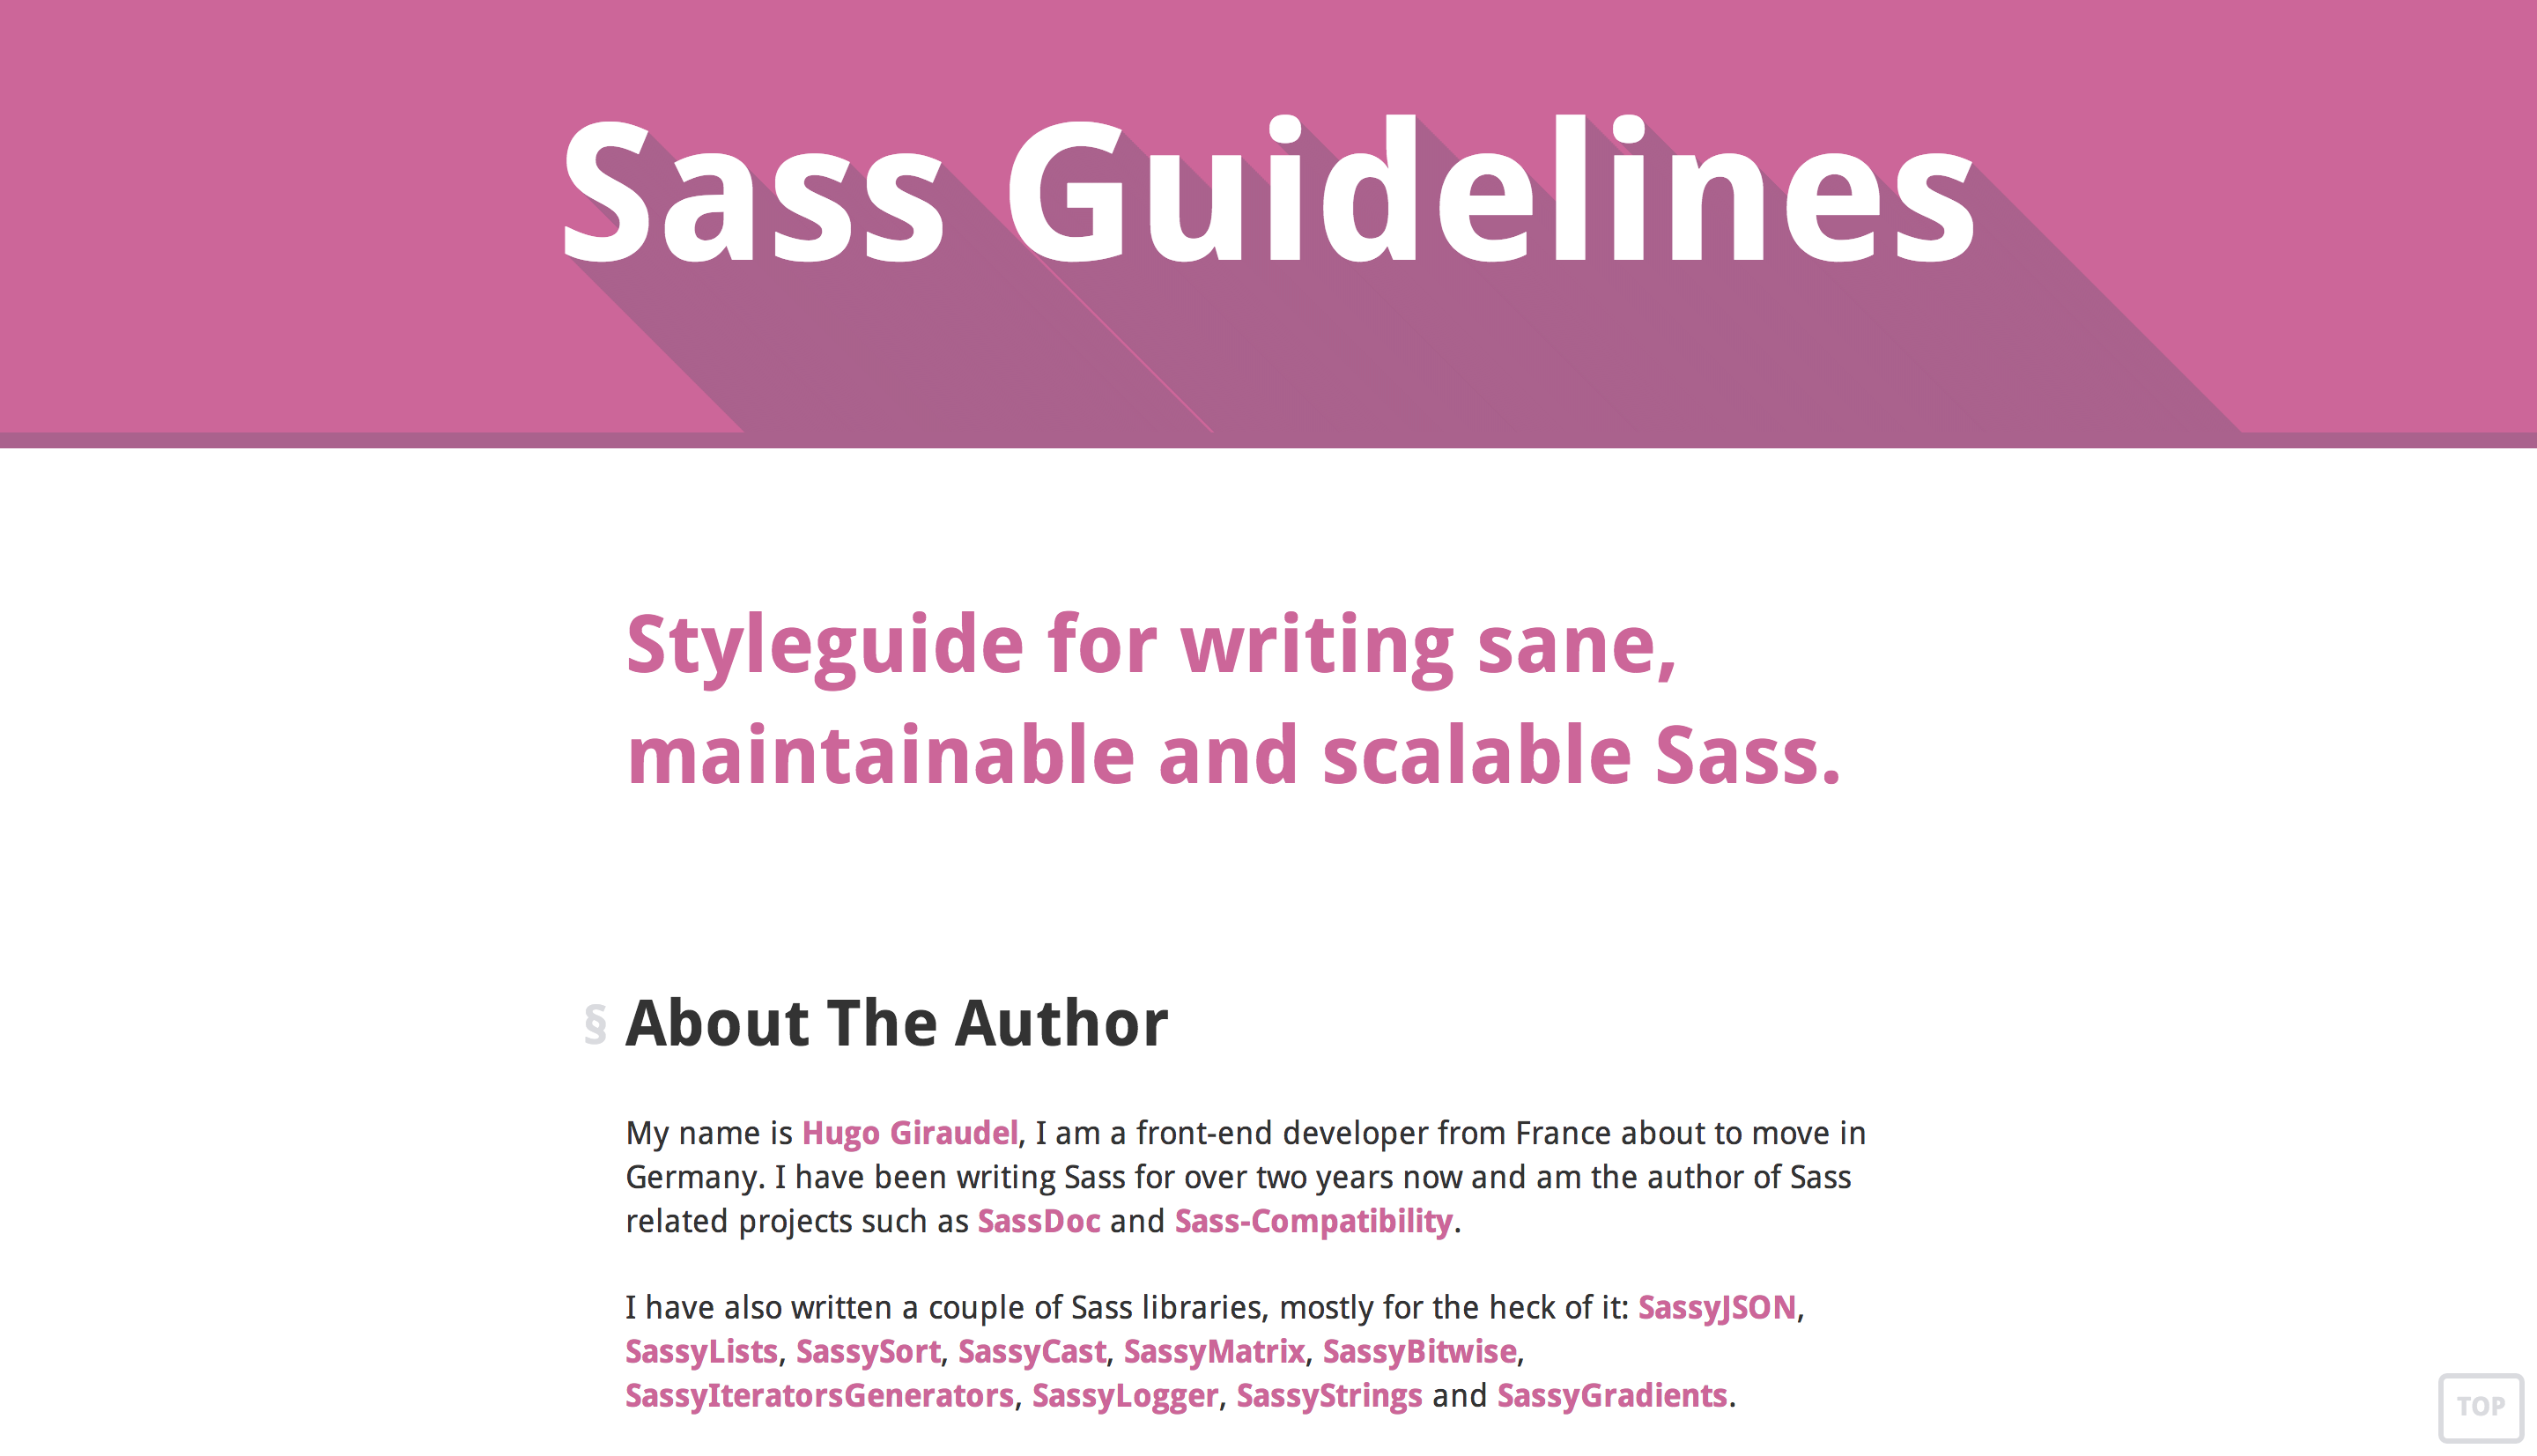 Sass Guidelines
Styleguide for writing sane,
maintainable and scalable Sass.
§ About The Author
My name is Hugo Giraudel, I am a front-end developer from France about to move in
Germany. I have been writing Sass for over two years now and am the author of Sass
related projects such as SassDoc and Sass-Compatibility.
I have also written a couple of Sass libraries, mostly for the heck of it: SassyJSON,
SassyLists, SassySort, SassyCast, SassyMatrix, SassyBitwise,
SassyIteratorsGenerators, SassyLogger, SassyStrings and SassyGradients.
TOP